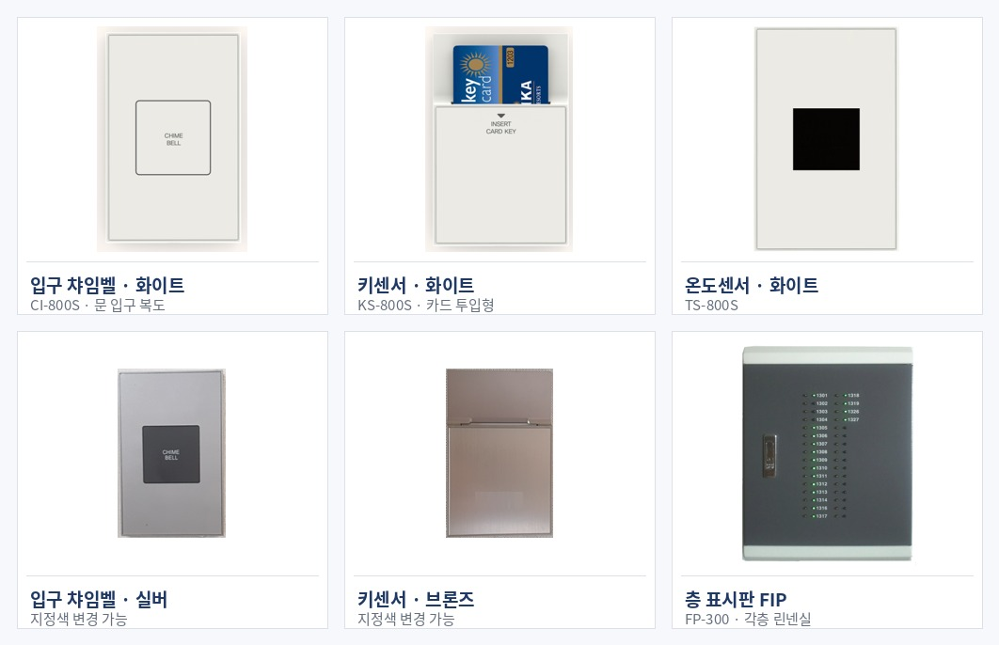 CHIME
BELL
입구 챠임벨 · 화이트
CI-800S · 문 입구 복도
key
card
1203
IKA
INSERT
CARD KEY
키센서 · 화이트
KS-800S · 카드 투입형
온도센서 · 화이트
TS-800S
CHIME
BELL
입구 챠임벨 · 실버
지정색 변경 가능
키센서 · 브론즈
지정색 변경 가능
1301 1318
1302 1319
1303 1326
1304 1327
1305
1306
1307
1308
1309
1310
1311
1312
1313
1314
1316
1317
층 표시판 FIP
FP-300 · 각층 린넨실